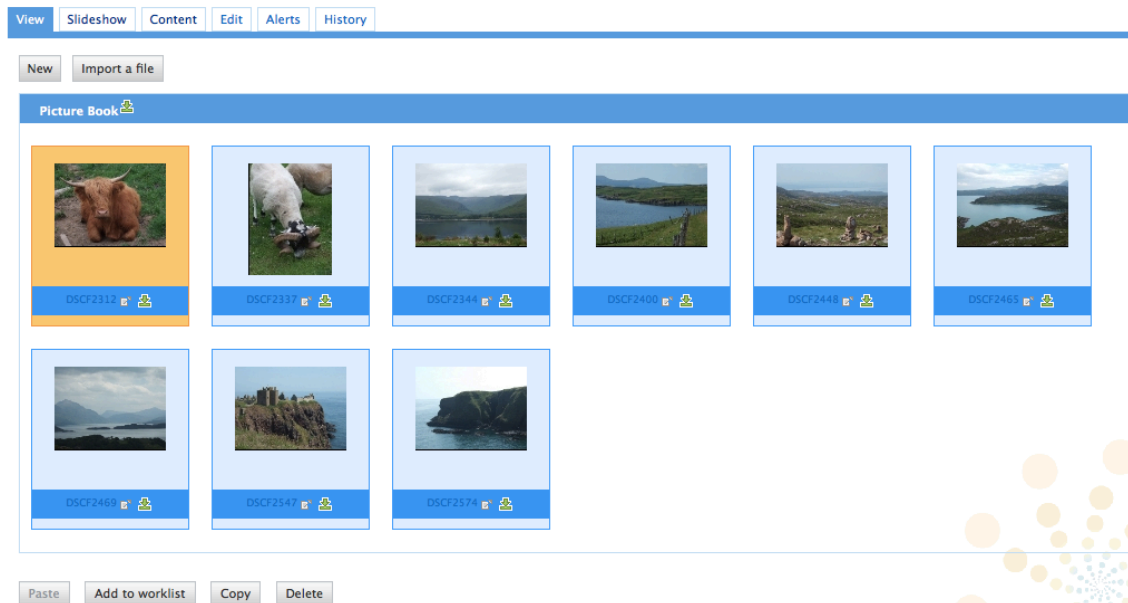 View Slideshow Content Edit Alerts History
New Import a file
Picture Book
DSCF2312 DSCF2337 DSCF2344 DSCF2400 DSCF2448 DSCF2465
DSCF2469 DSCF2547 DSCF2574
Paste Add to worklist Copy Delete